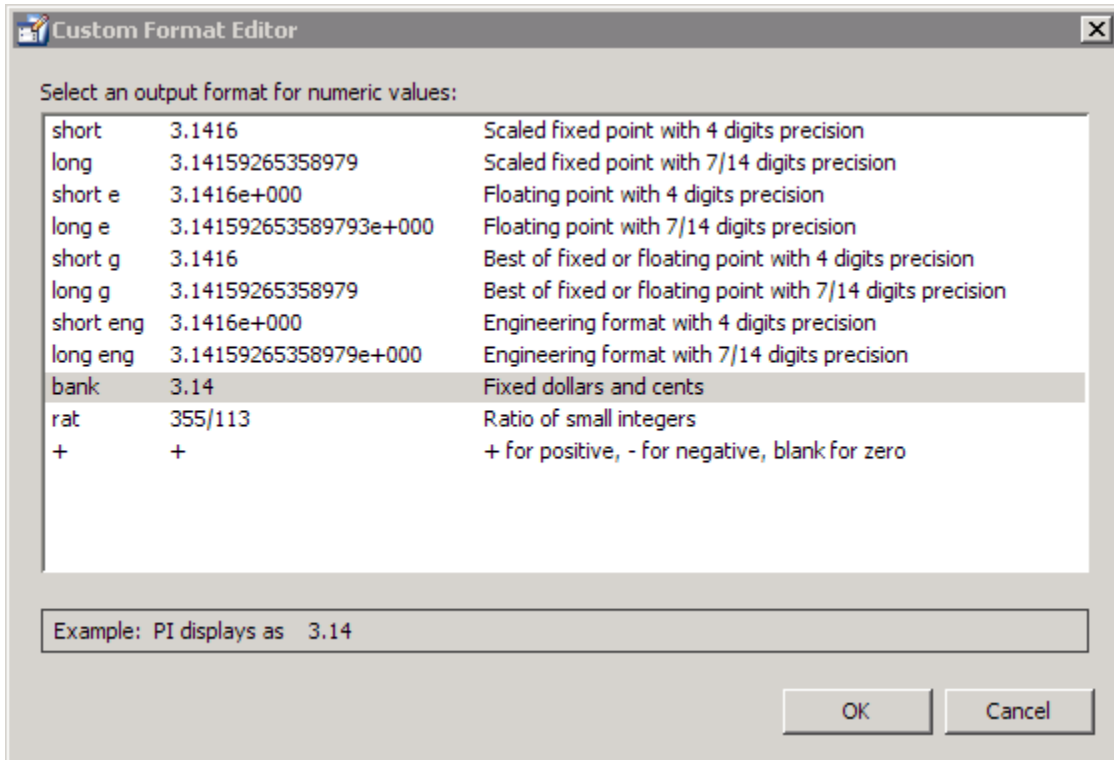 Custom Format Editor
Select an output format for numeric values:
short 3.1416 Scaled fixed point with 4 digits precision
long 3.14159265358979 Scaled fixed point with 7/14 digits precision
short e 3.1416e+000 Floating point with 4 digits precision
long e 3.141592653589793e+000 Floating point with 7/14 digits precision
short g 3.1416 Best of fixed or floating point with 4 digits precision
long g 3.14159265358979 Best of fixed or floating point with 7/14 digits precision
short eng 3.1416e+000 Engineering format with 4 digits precision
long eng 3.14159265358979e+000 Engineering format with 7/14 digits precision
bank 3.14 Fixed dollars and cents
rat 355/113 Ratio of small integers
+ + + for positive, - for negative, blank for zero
Example: PI displays as 3.14
OK Cancel